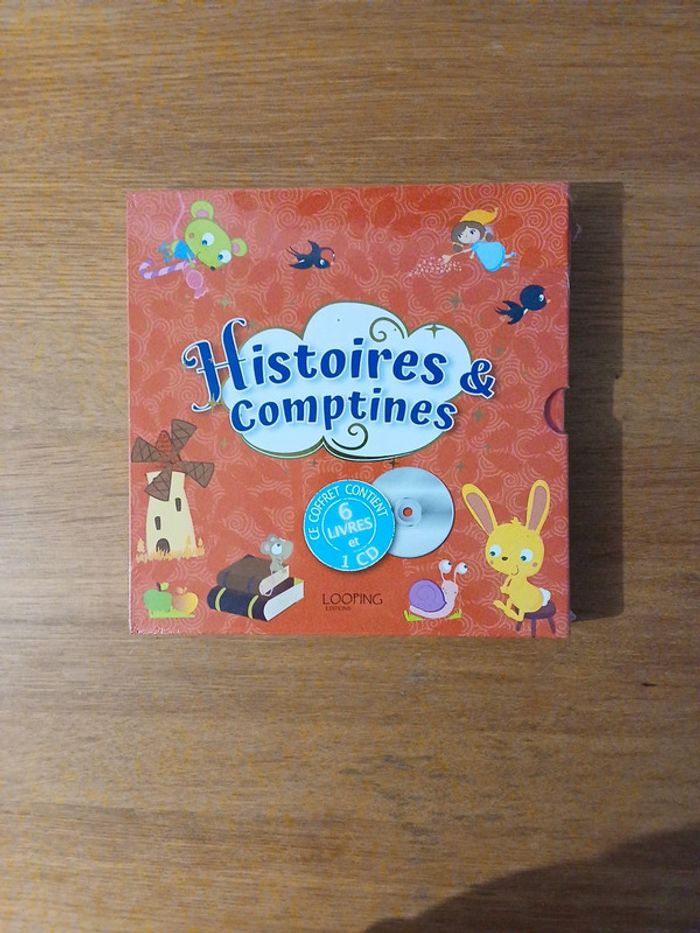 Histoires &
comptines
CE COFFRET CONTIENT
6
LIVRES
et
1 CD
LOOPING
EDITIONS